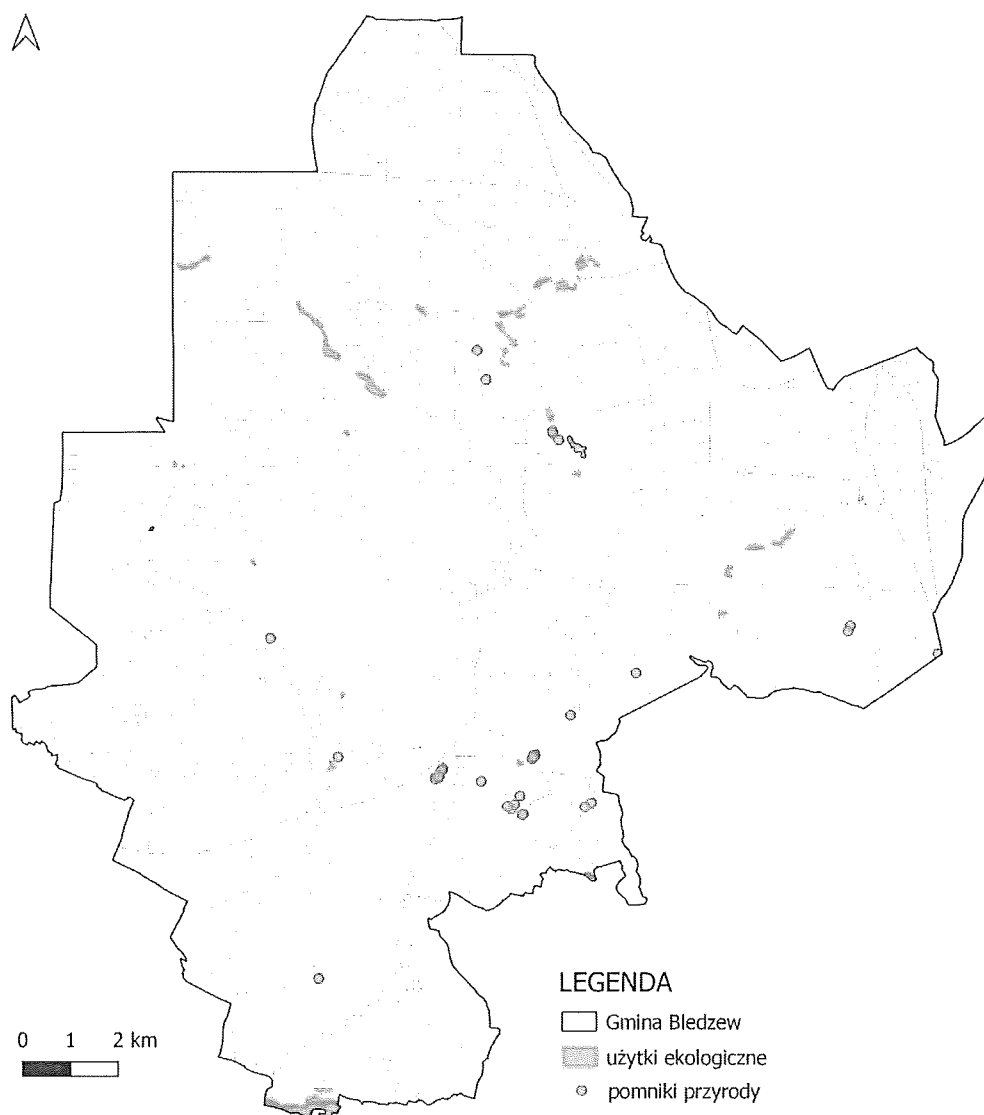 LEGENDA
Gmina Bledzew
użytki ekologiczne
pomniki przyrody
0 1 2 km